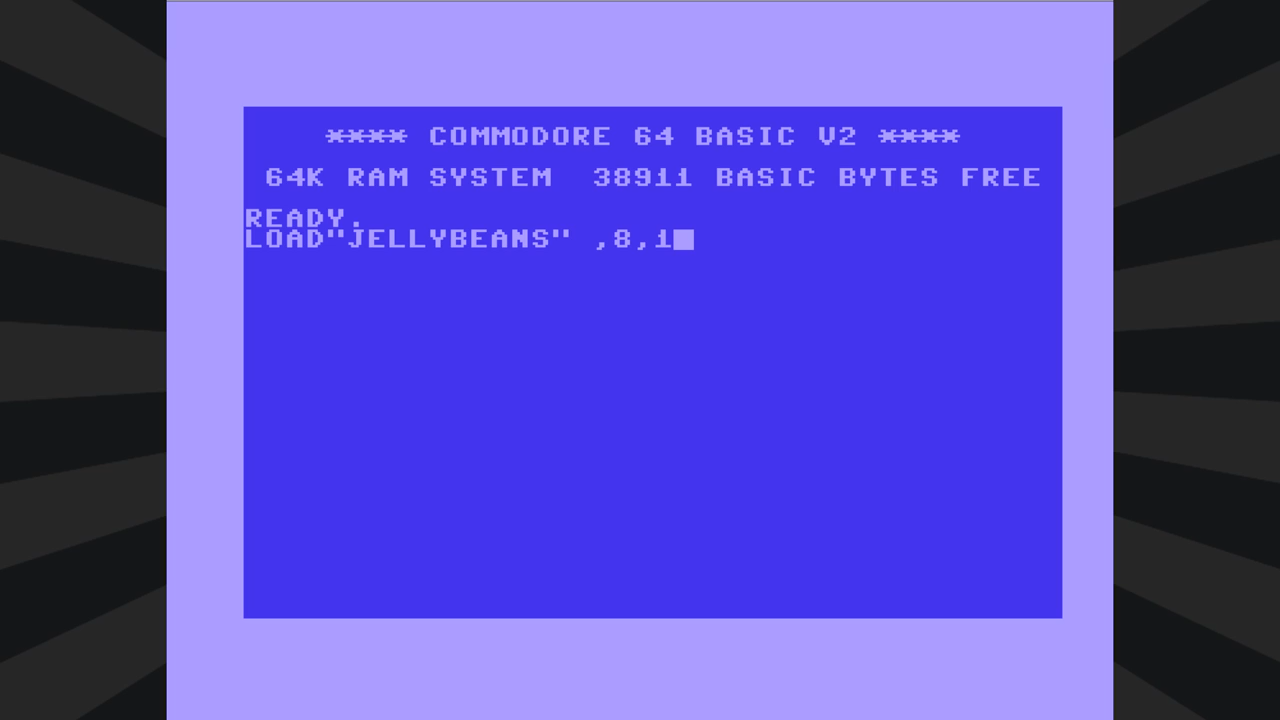 **** COMMODORE 64 BASIC V2 ****
64K RAM SYSTEM  38911 BASIC BYTES FREE
READY.
LOAD"JELLYBEANS" ,8,1